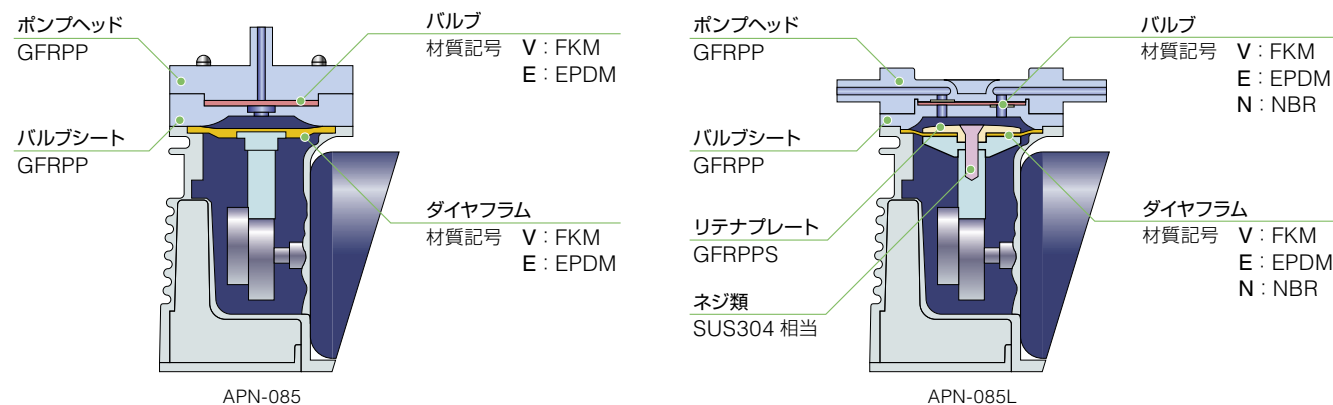 ポンプヘッド
GFRPP
バルブシート
GFRPP
バルブ
材質記号 V：FKM
E：EPDM
ダイヤフラム
材質記号 V：FKM
E：EPDM
APN-085
ポンプヘッド
GFRPP
バルブシート
GFRPP
リテナプレート
GFRPPS
ネジ類
SUS304 相当
バルブ
材質記号 V：FKM
E：EPDM
N：NBR
ダイヤフラム
材質記号 V：FKM
E：EPDM
N：NBR
APN-085L